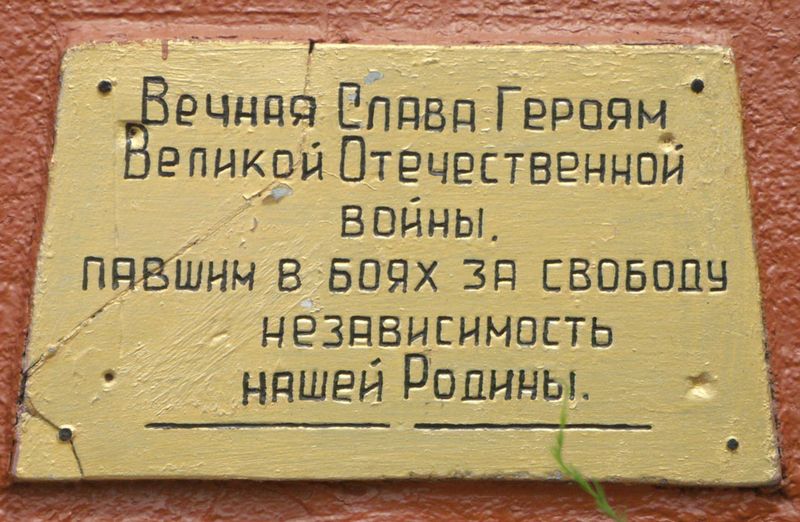 Вечная Слава Героям
Великой Отечественной
войны.
павшим в боях за свободу
независимость
нашей Родины.